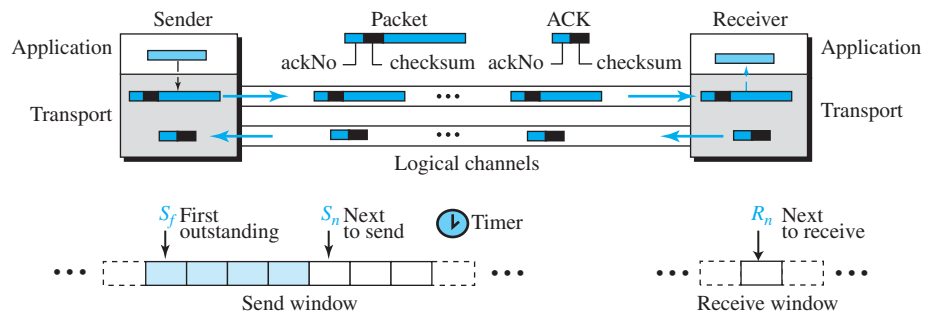 Sender
Packet
ACK
Receiver
Application
ackNo
checksum
ackNo
checksum
Application
Transport
Transport
Logical channels
Sf First
outstanding
Sn Next
to send
Timer
Rn Next
to receive
Send window
Receive window